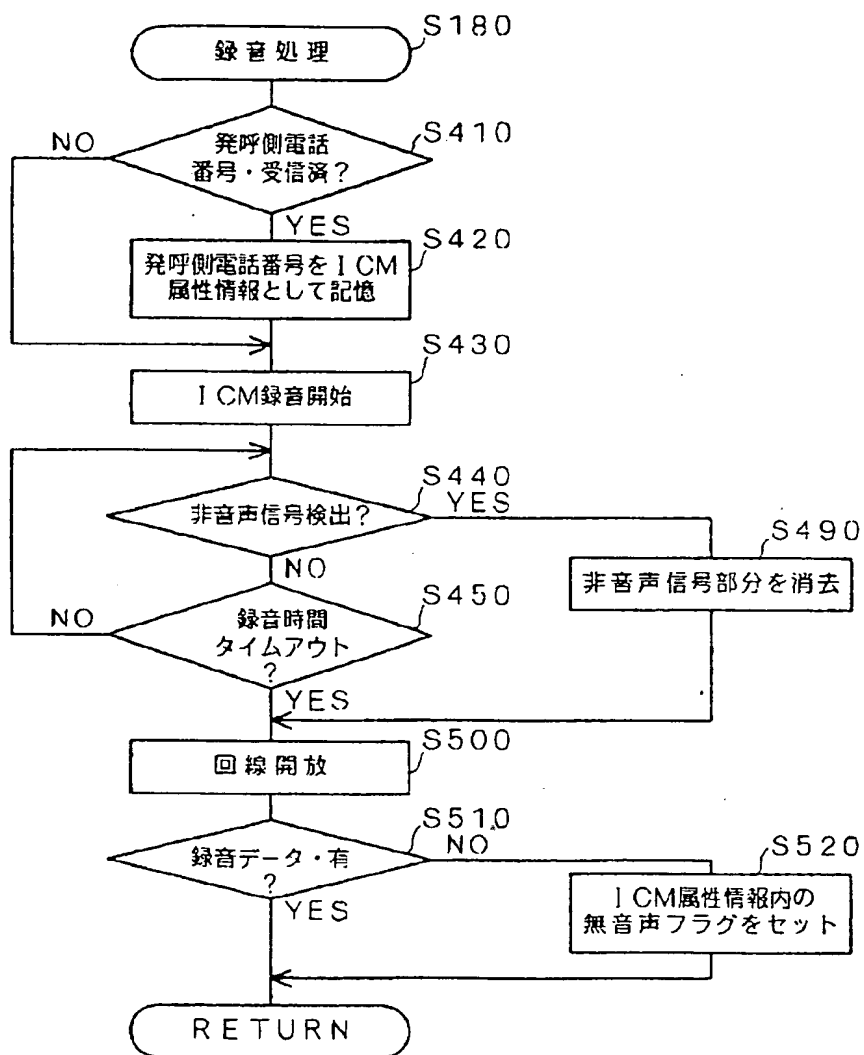 録音処理
S180
発呼側電話
番号・受信済?
S410
NO
YES
発呼側電話番号をICM
属性情報として記憶
S420
ICM録音開始
S430
非音声信号検出?
S440
YES
NO
非音声信号部分を消去
S490
録音時間
タイムアウト
?
S450
NO
YES
回線開放
S500
録音データ・有
?
S510
NO
YES
ICM属性情報内の
無音声フラグをセット
S520
RETURN